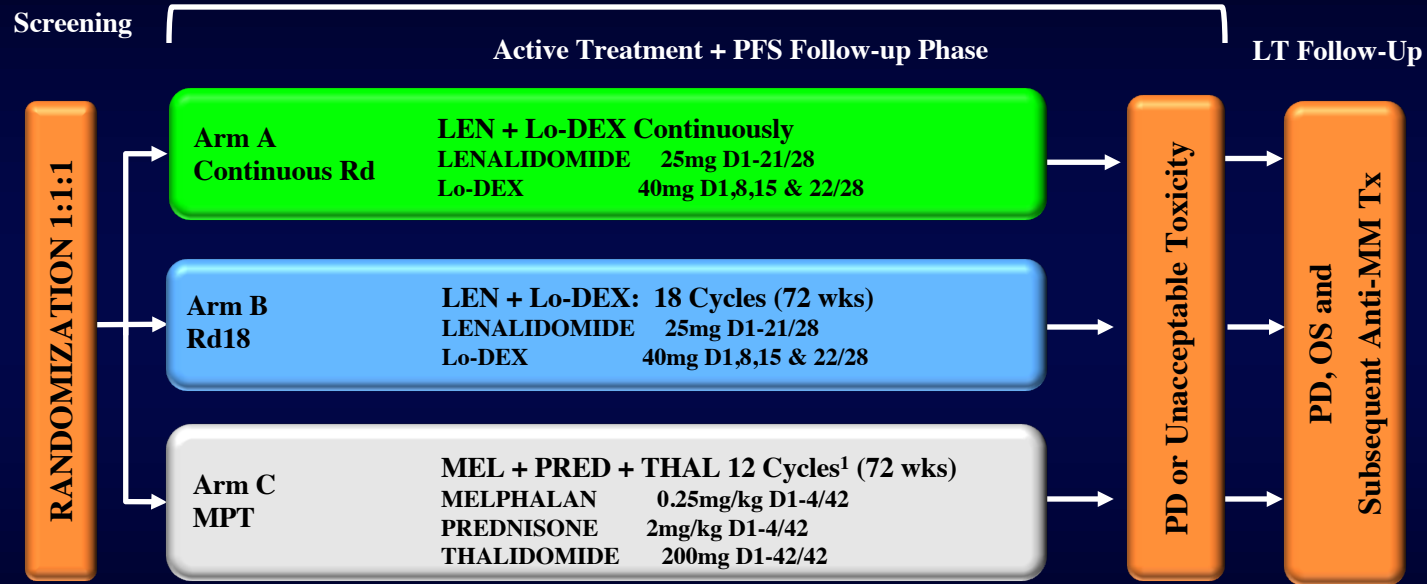 Screening
Active Treatment + PFS Follow-up Phase
LT Follow-Up
RANDOMIZATION 1:1:1
Arm A
Continuous Rd
LEN + Lo-DEX Continuously
LENALIDOMIDE 25mg D1-21/28
Lo-DEX 40mg D1,8,15 & 22/28
Arm B
Rd18
LEN + Lo-DEX: 18 Cycles (72 wks)
LENALIDOMIDE 25mg D1-21/28
Lo-DEX 40mg D1,8,15 & 22/28
Arm C
MPT
MEL + PRED + THAL 12 Cycles¹ (72 wks)
MELPHALAN 0.25mg/kg D1-4/42
PREDNISONE 2mg/kg D1-4/42
THALIDOMIDE 200mg D1-42/42
PD or Unacceptable Toxicity
PD, OS and
Subsequent Anti-MM Tx